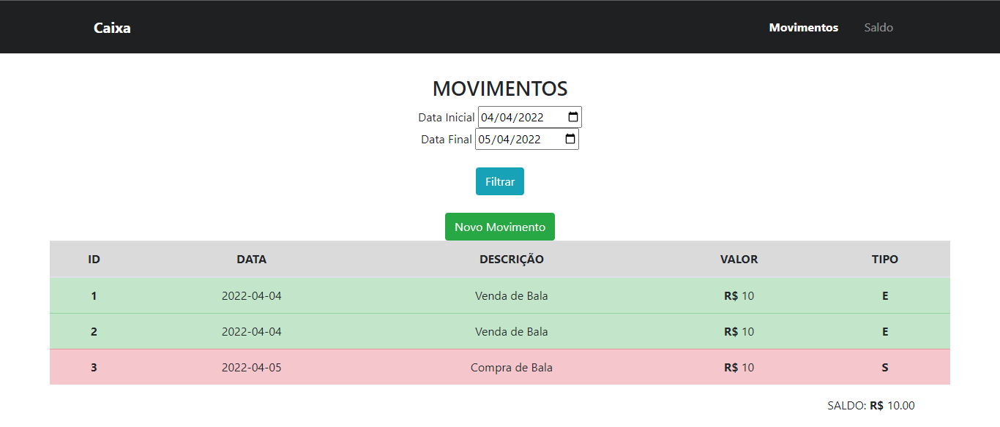 Caixa Movimentos Saldo
MOVIMENTOS
Data Inicial 04/04/2022
Data Final 05/04/2022
Filtrar
Novo Movimento
ID DATA DESCRIÇÃO VALOR TIPO
1 2022-04-04 Venda de Bala R$ 10 E
2 2022-04-04 Venda de Bala R$ 10 E
3 2022-04-05 Compra de Bala R$ 10 S
SALDO: R$ 10.00